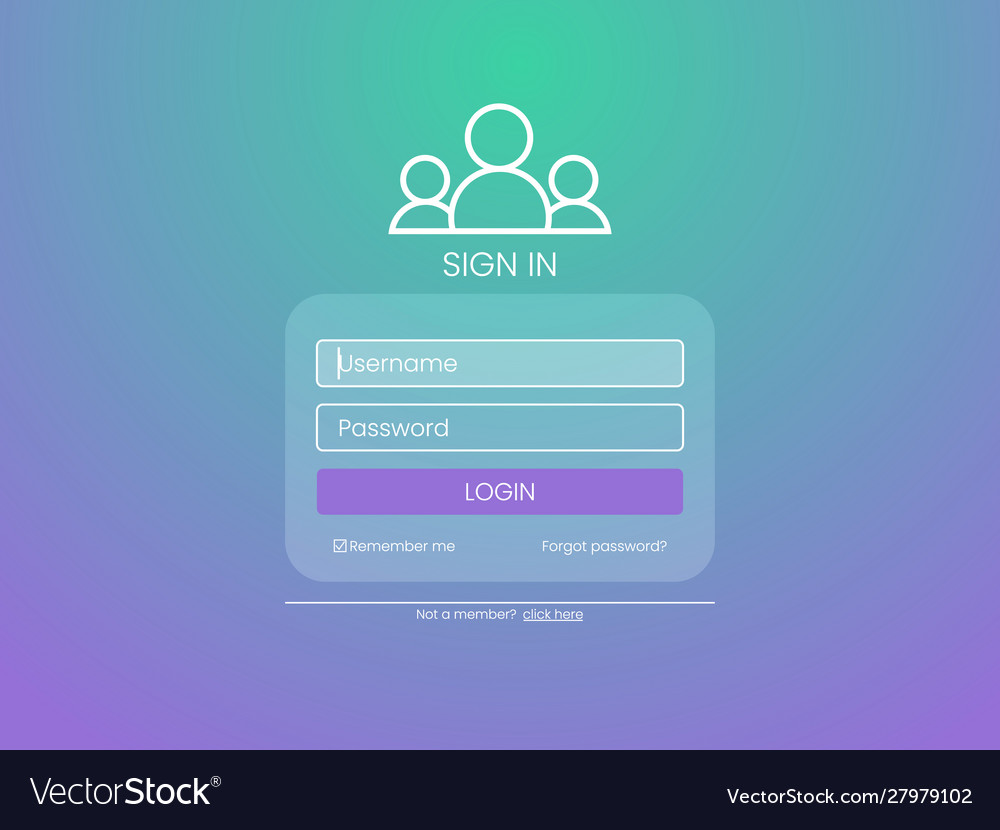 SIGN IN
Username
Password
LOGIN
Remember me Forgot password?
Not a member? click here
VectorStock® VectorStock.com/27979102